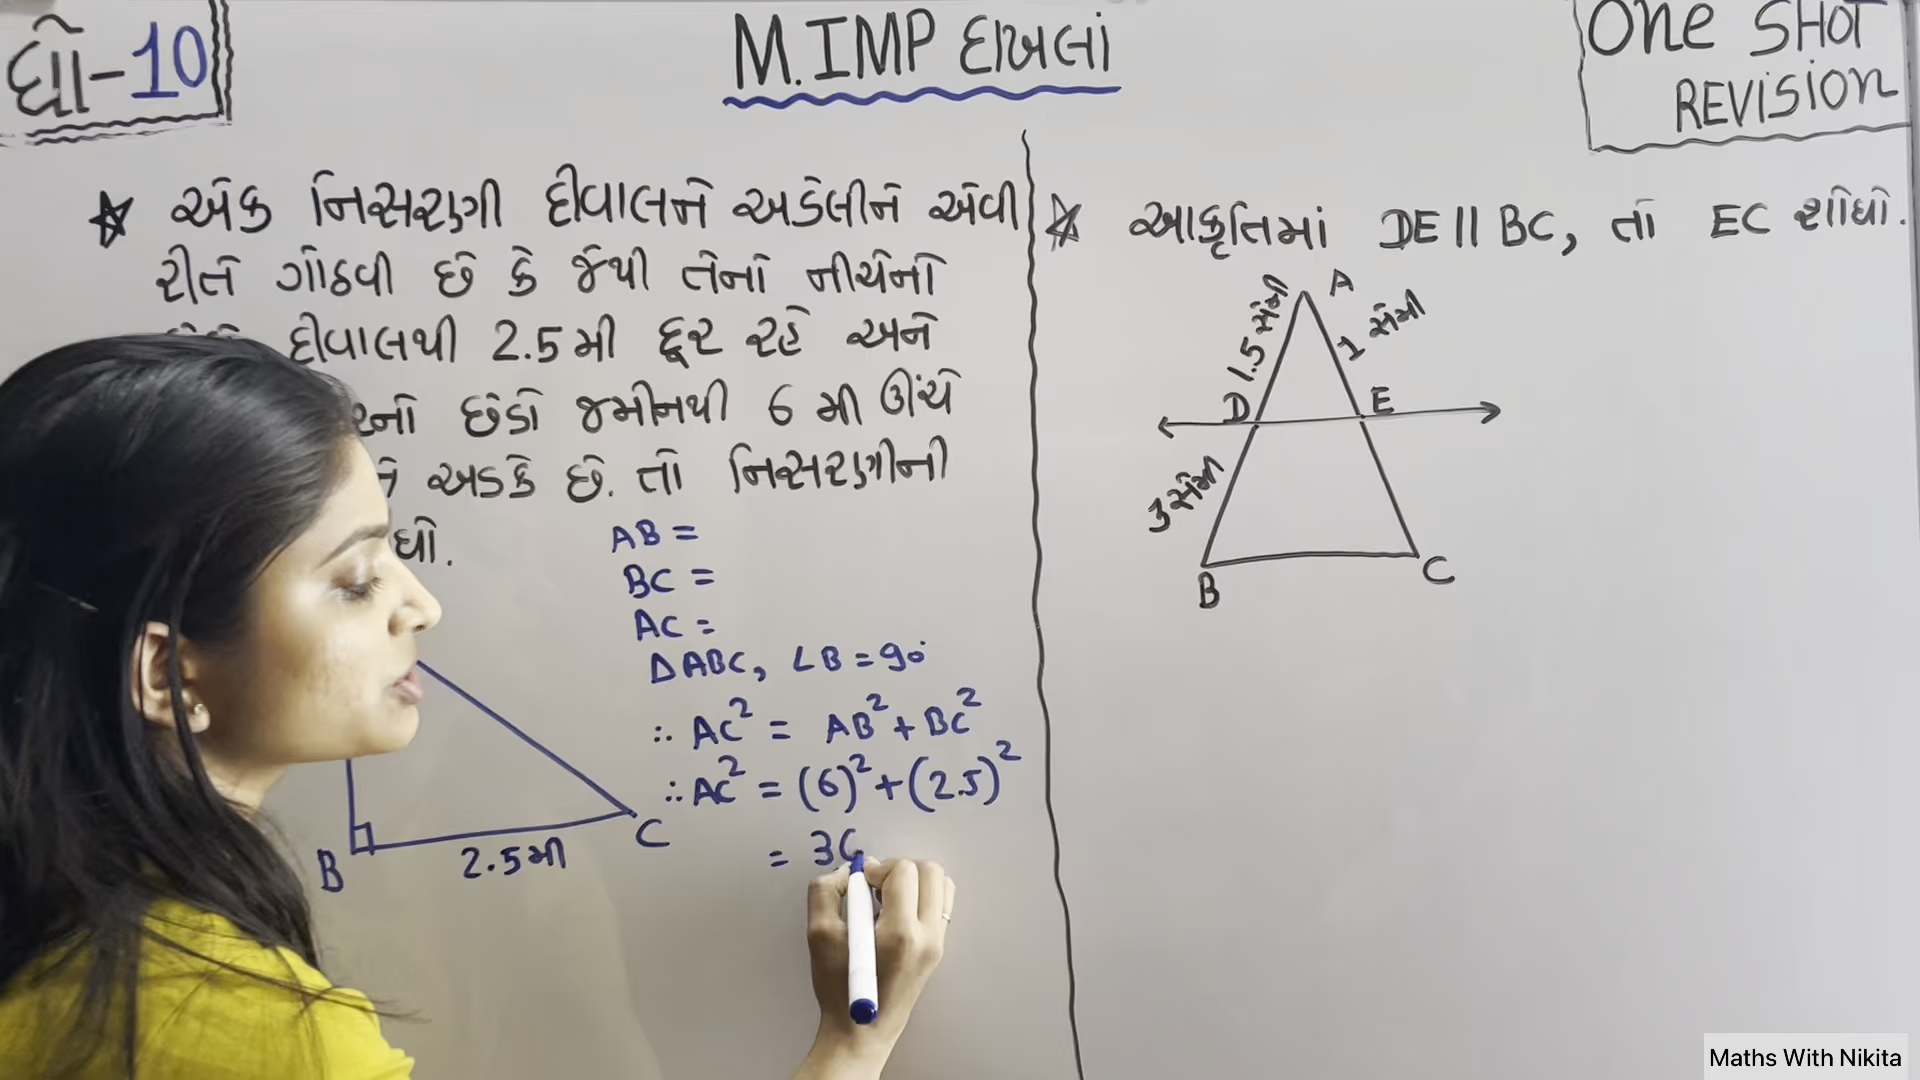 ધો-10
M. IMP દાખલાં
One SHOT
REVISION
એક નિસરણી દીવાલને અડેલીને એવી
રીતે ગોઠવી છે કે જેથી તેનો નીચેનો
દીવાલથી 2.5 મી દૂર રહે અને
છેડો જમીનથી 6 મી ઊંચે
અડકે છે. તો નિસરણીની
AB =
BC =
AC =
ΔABC, ∠B = 90°
∴ AC² = AB² + BC²
∴ AC² = (6)² + (2.5)²
= 36
B
2.5મી
C
આકૃતિમાં DE || BC, તો EC શોધો.
A
1.5 સેમી
1 સેમી
D
E
3 સેમી
B
C
Maths With Nikita